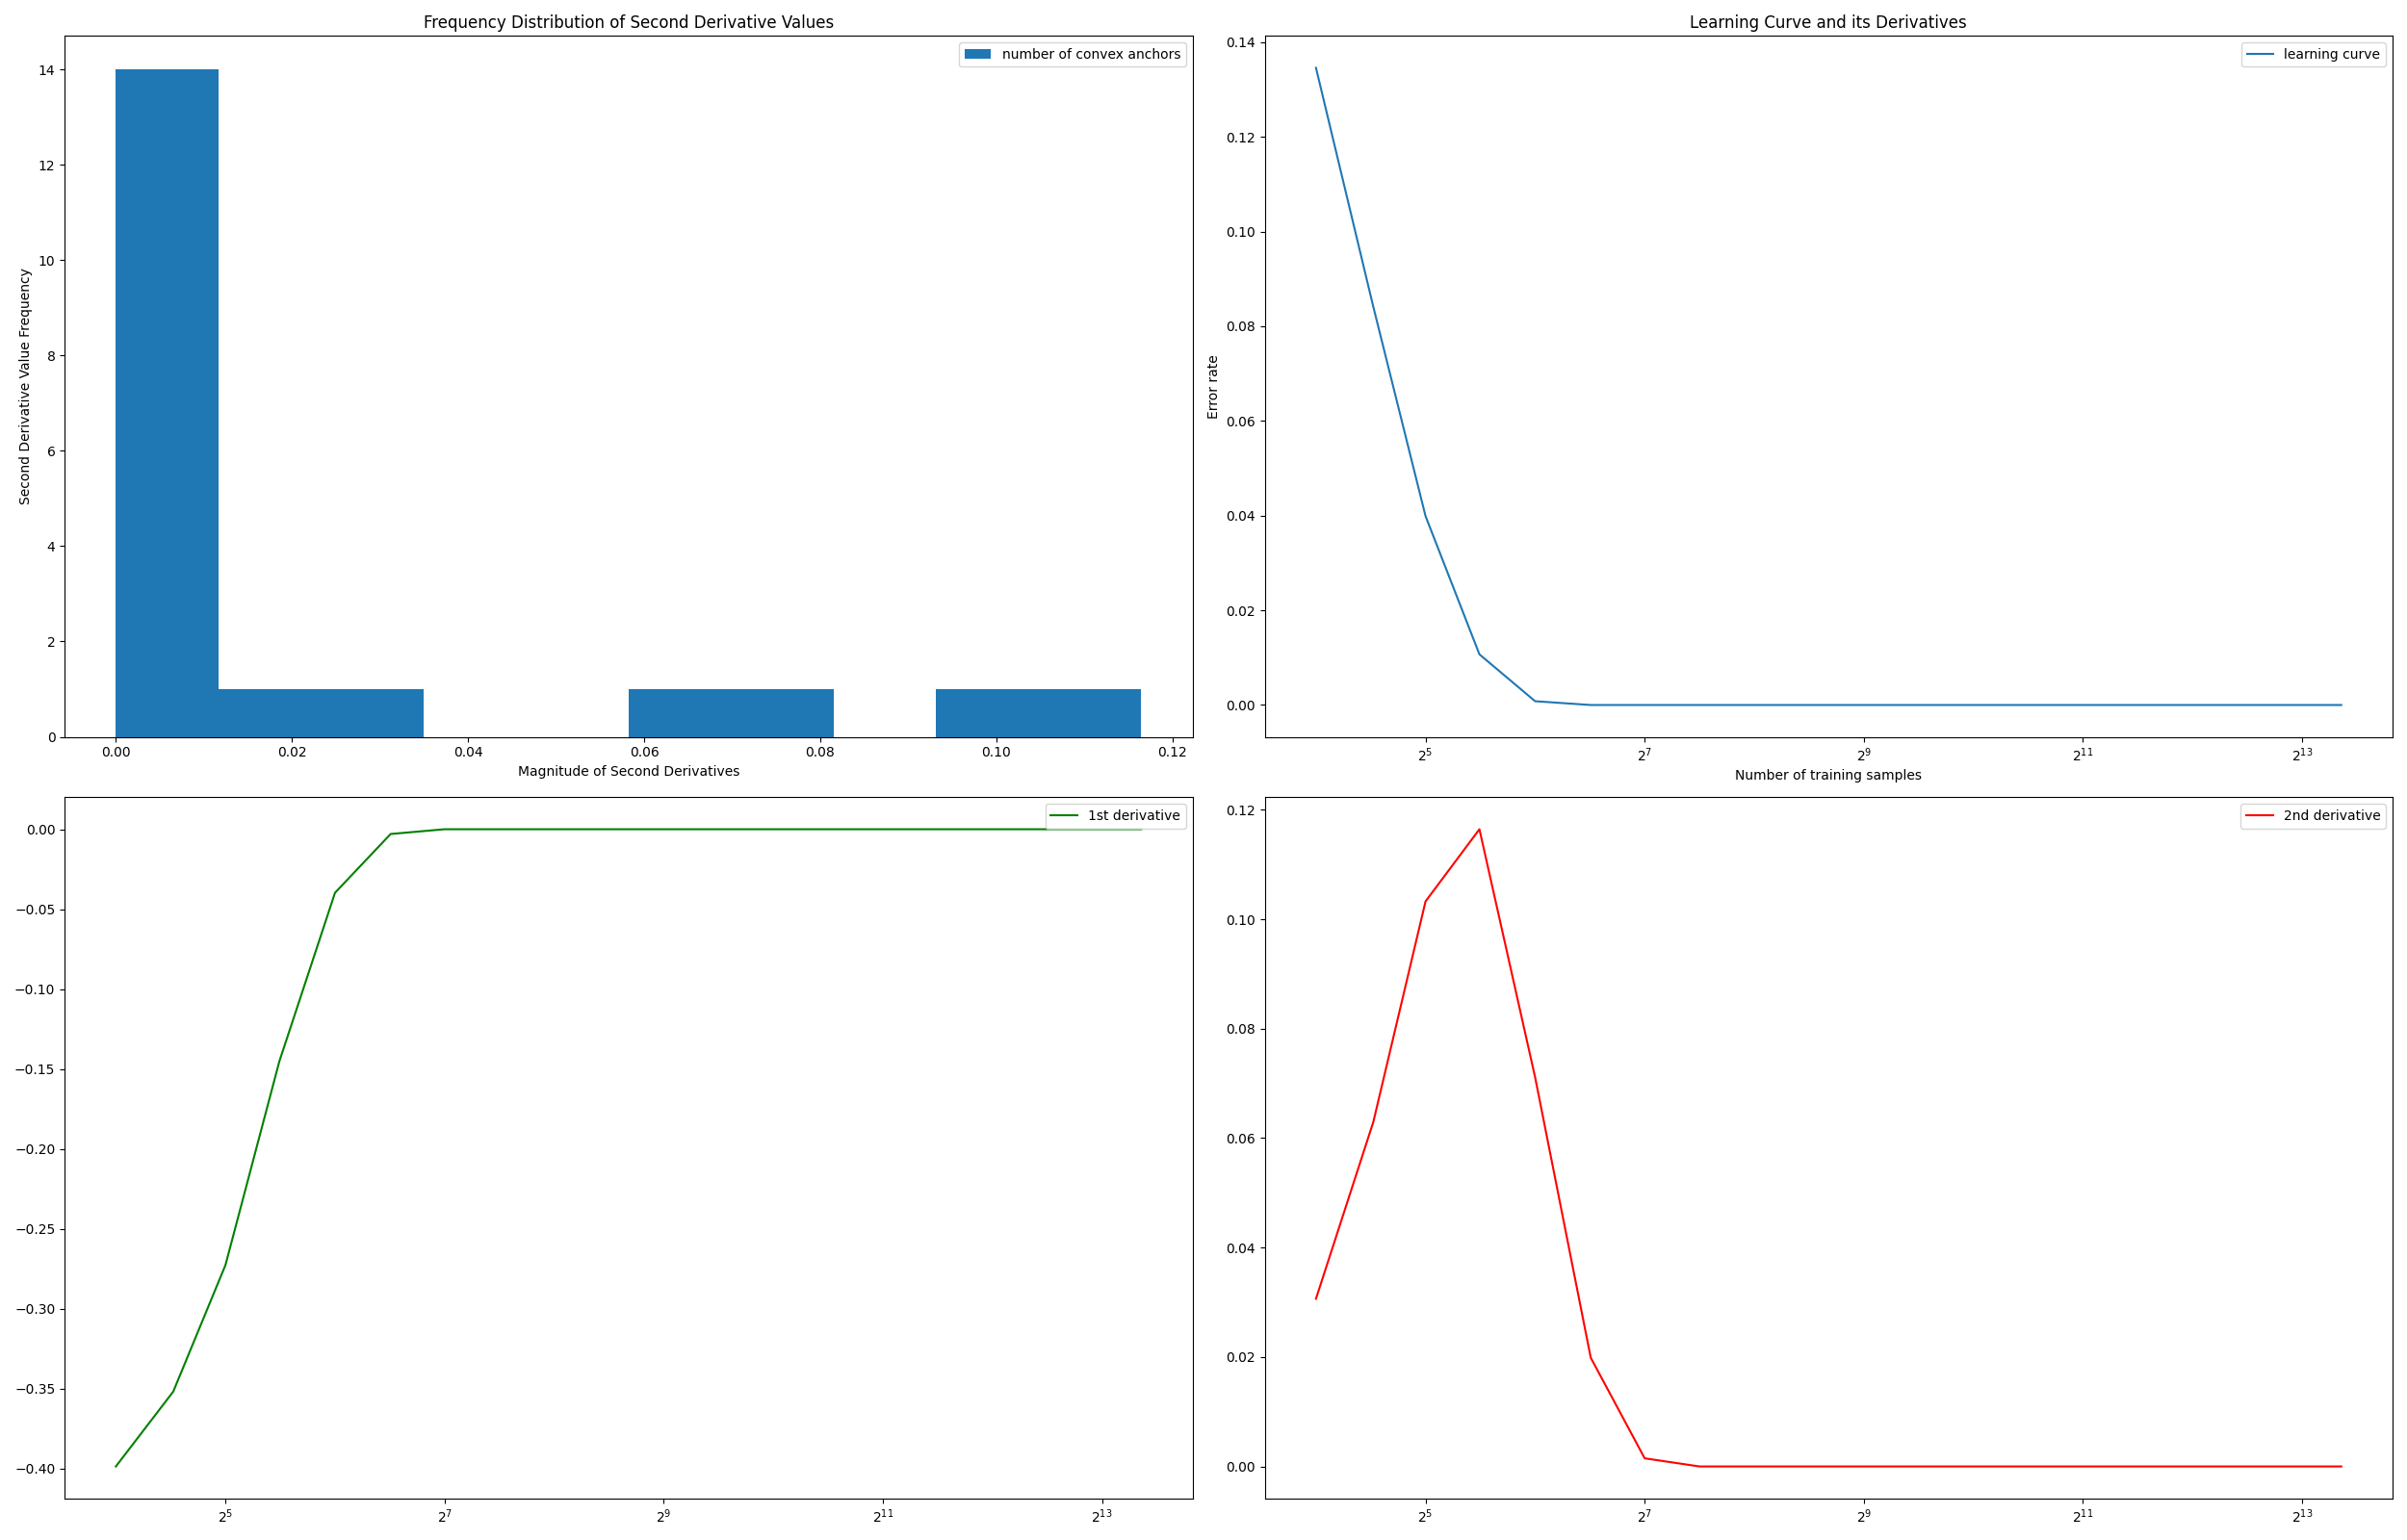 Frequency Distribution of Second Derivative Values
number of convex anchors
14
12
10
8
6
4
2
0
Second Derivative Value Frequency
0.00 0.02 0.04 0.06 0.08 0.10 0.12
Magnitude of Second Derivatives
Learning Curve and its Derivatives
learning curve
0.14
0.12
0.10
0.08
0.06
0.04
0.02
0.00
Error rate
2^5 2^7 2^9 2^11 2^13
Number of training samples
1st derivative
0.00
−0.05
−0.10
−0.15
−0.20
−0.25
−0.30
−0.35
−0.40
2^5 2^7 2^9 2^11 2^13
2nd derivative
0.12
0.10
0.08
0.06
0.04
0.02
0.00
2^5 2^7 2^9 2^11 2^13